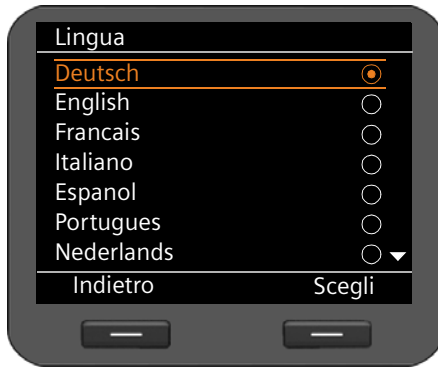 Lingua
Deutsch
English
Francais
Italiano
Espanol
Portugues
Nederlands
Indietro Scegli